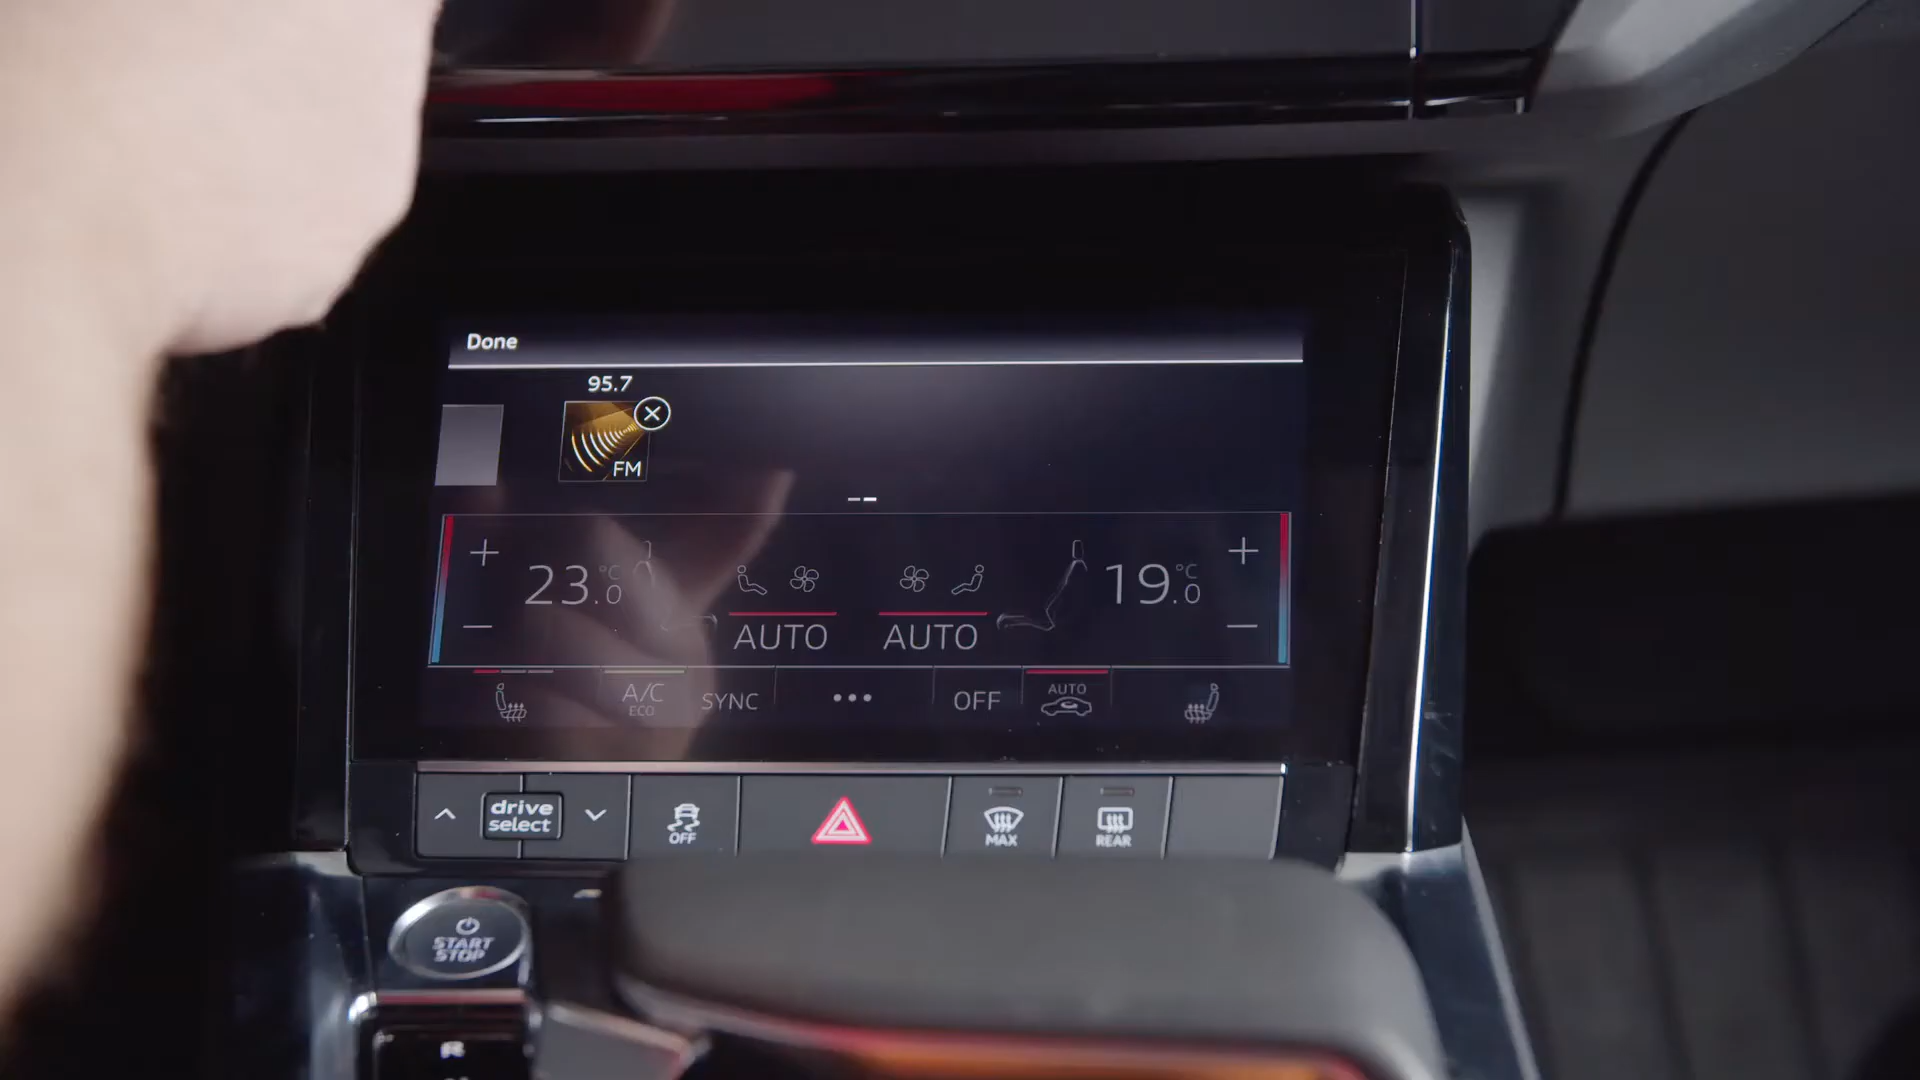 Done
95.7
FM
23.0 °C
AUTO
AUTO
19.0 °C
A/C
ECO
SYNC
OFF
AUTO
drive
select
OFF
MAX
REAR
START
STOP